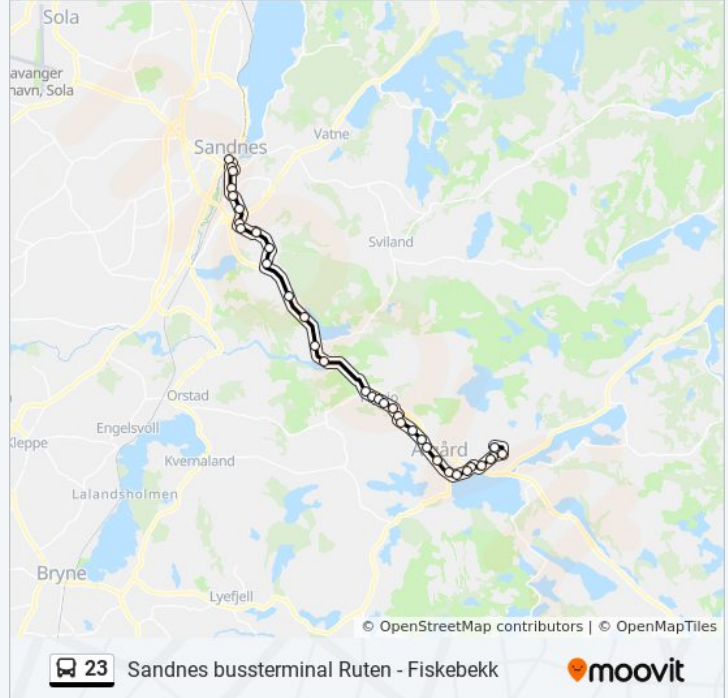 Sola
avanger
navn, Sola
Sandnes
Vatne
Sviland
Orstad
Engelsvoll
Kleppe
Kvernaland
Lalandsholmen
Bryne
Lyefjell
© OpenStreetMap contributors | © OpenMapTiles
23 Sandnes bussterminal Ruten - Fiskebekk
moovit